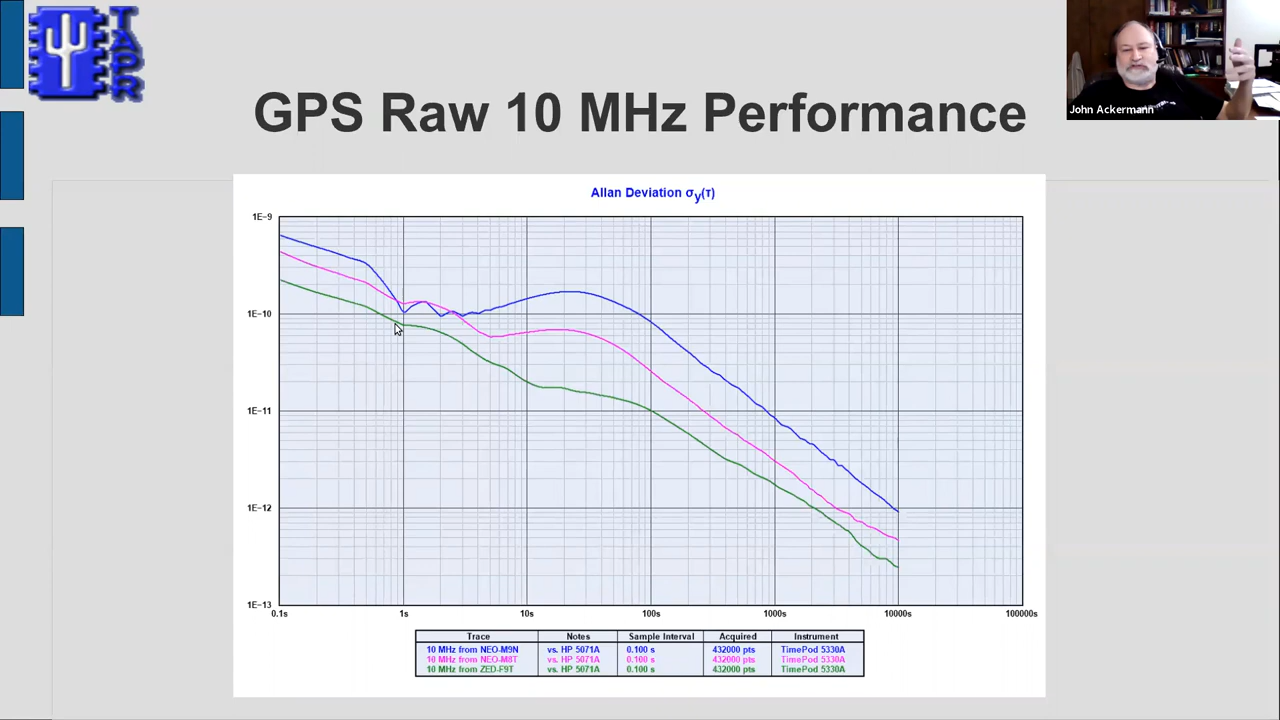 TAPR
John Ackermann
GPS Raw 10 MHz Performance
Allan Deviation σy(τ)
1E-9
1E-10
1E-11
1E-12
1E-13
0.1s 1s 10s 100s 1000s 10000s 100000s
Trace Notes Sample Interval Acquired Instrument
10 MHz from NEO-M9N vs. HP 5071A 0.100 s 432000 pts TimePod 5330A
10 MHz from NEO-M8T vs. HP 5071A 0.100 s 432000 pts TimePod 5330A
10 MHz from ZED-F9T vs. HP 5071A 0.100 s 432000 pts TimePod 5330A